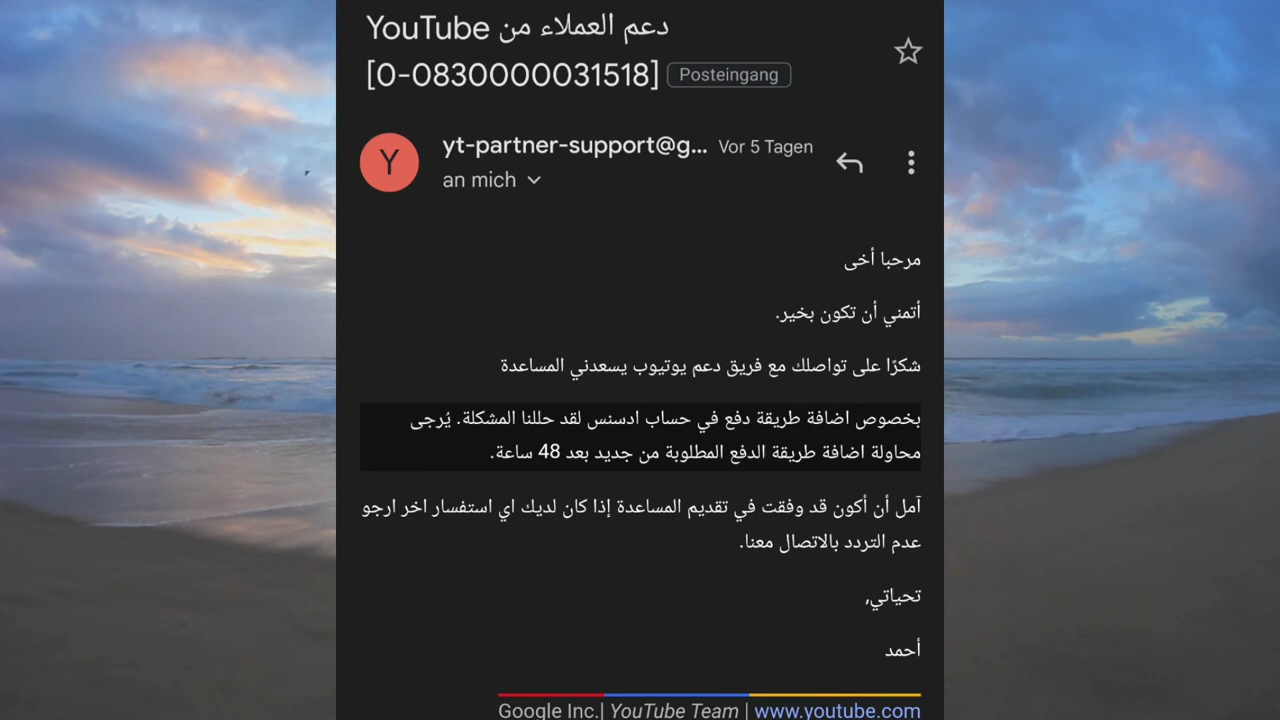 دعم العملاء من YouTube
[0-0830000031518] Posteingang
Y
yt-partner-support@g... Vor 5 Tagen
an mich
مرحبا أخى
أتمني أن تكون بخير.
شكرًا على تواصلك مع فريق دعم يوتيوب يسعدني المساعدة
بخصوص اضافة طريقة دفع في حساب ادسنس لقد حللنا المشكلة. يُرجى
محاولة اضافة طريقة الدفع المطلوبة من جديد بعد 48 ساعة.
آمل أن أكون قد وفقت في تقديم المساعدة إذا كان لديك اي استفسار اخر ارجو
عدم التردد بالاتصال معنا.
تحياتي,
أحمد
Google Inc.| YouTube Team | www.youtube.com